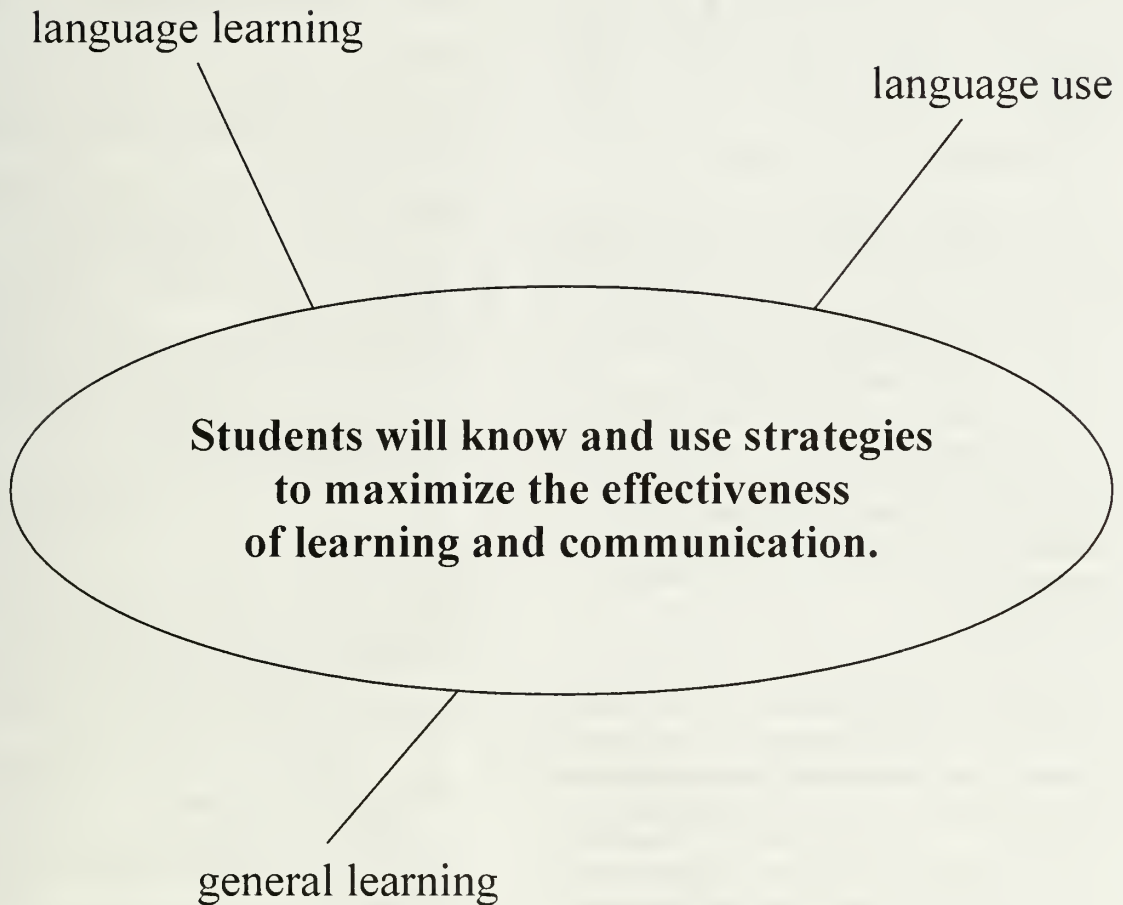 language learning
language use
Students will know and use strategies
to maximize the effectiveness
of learning and communication.
general learning